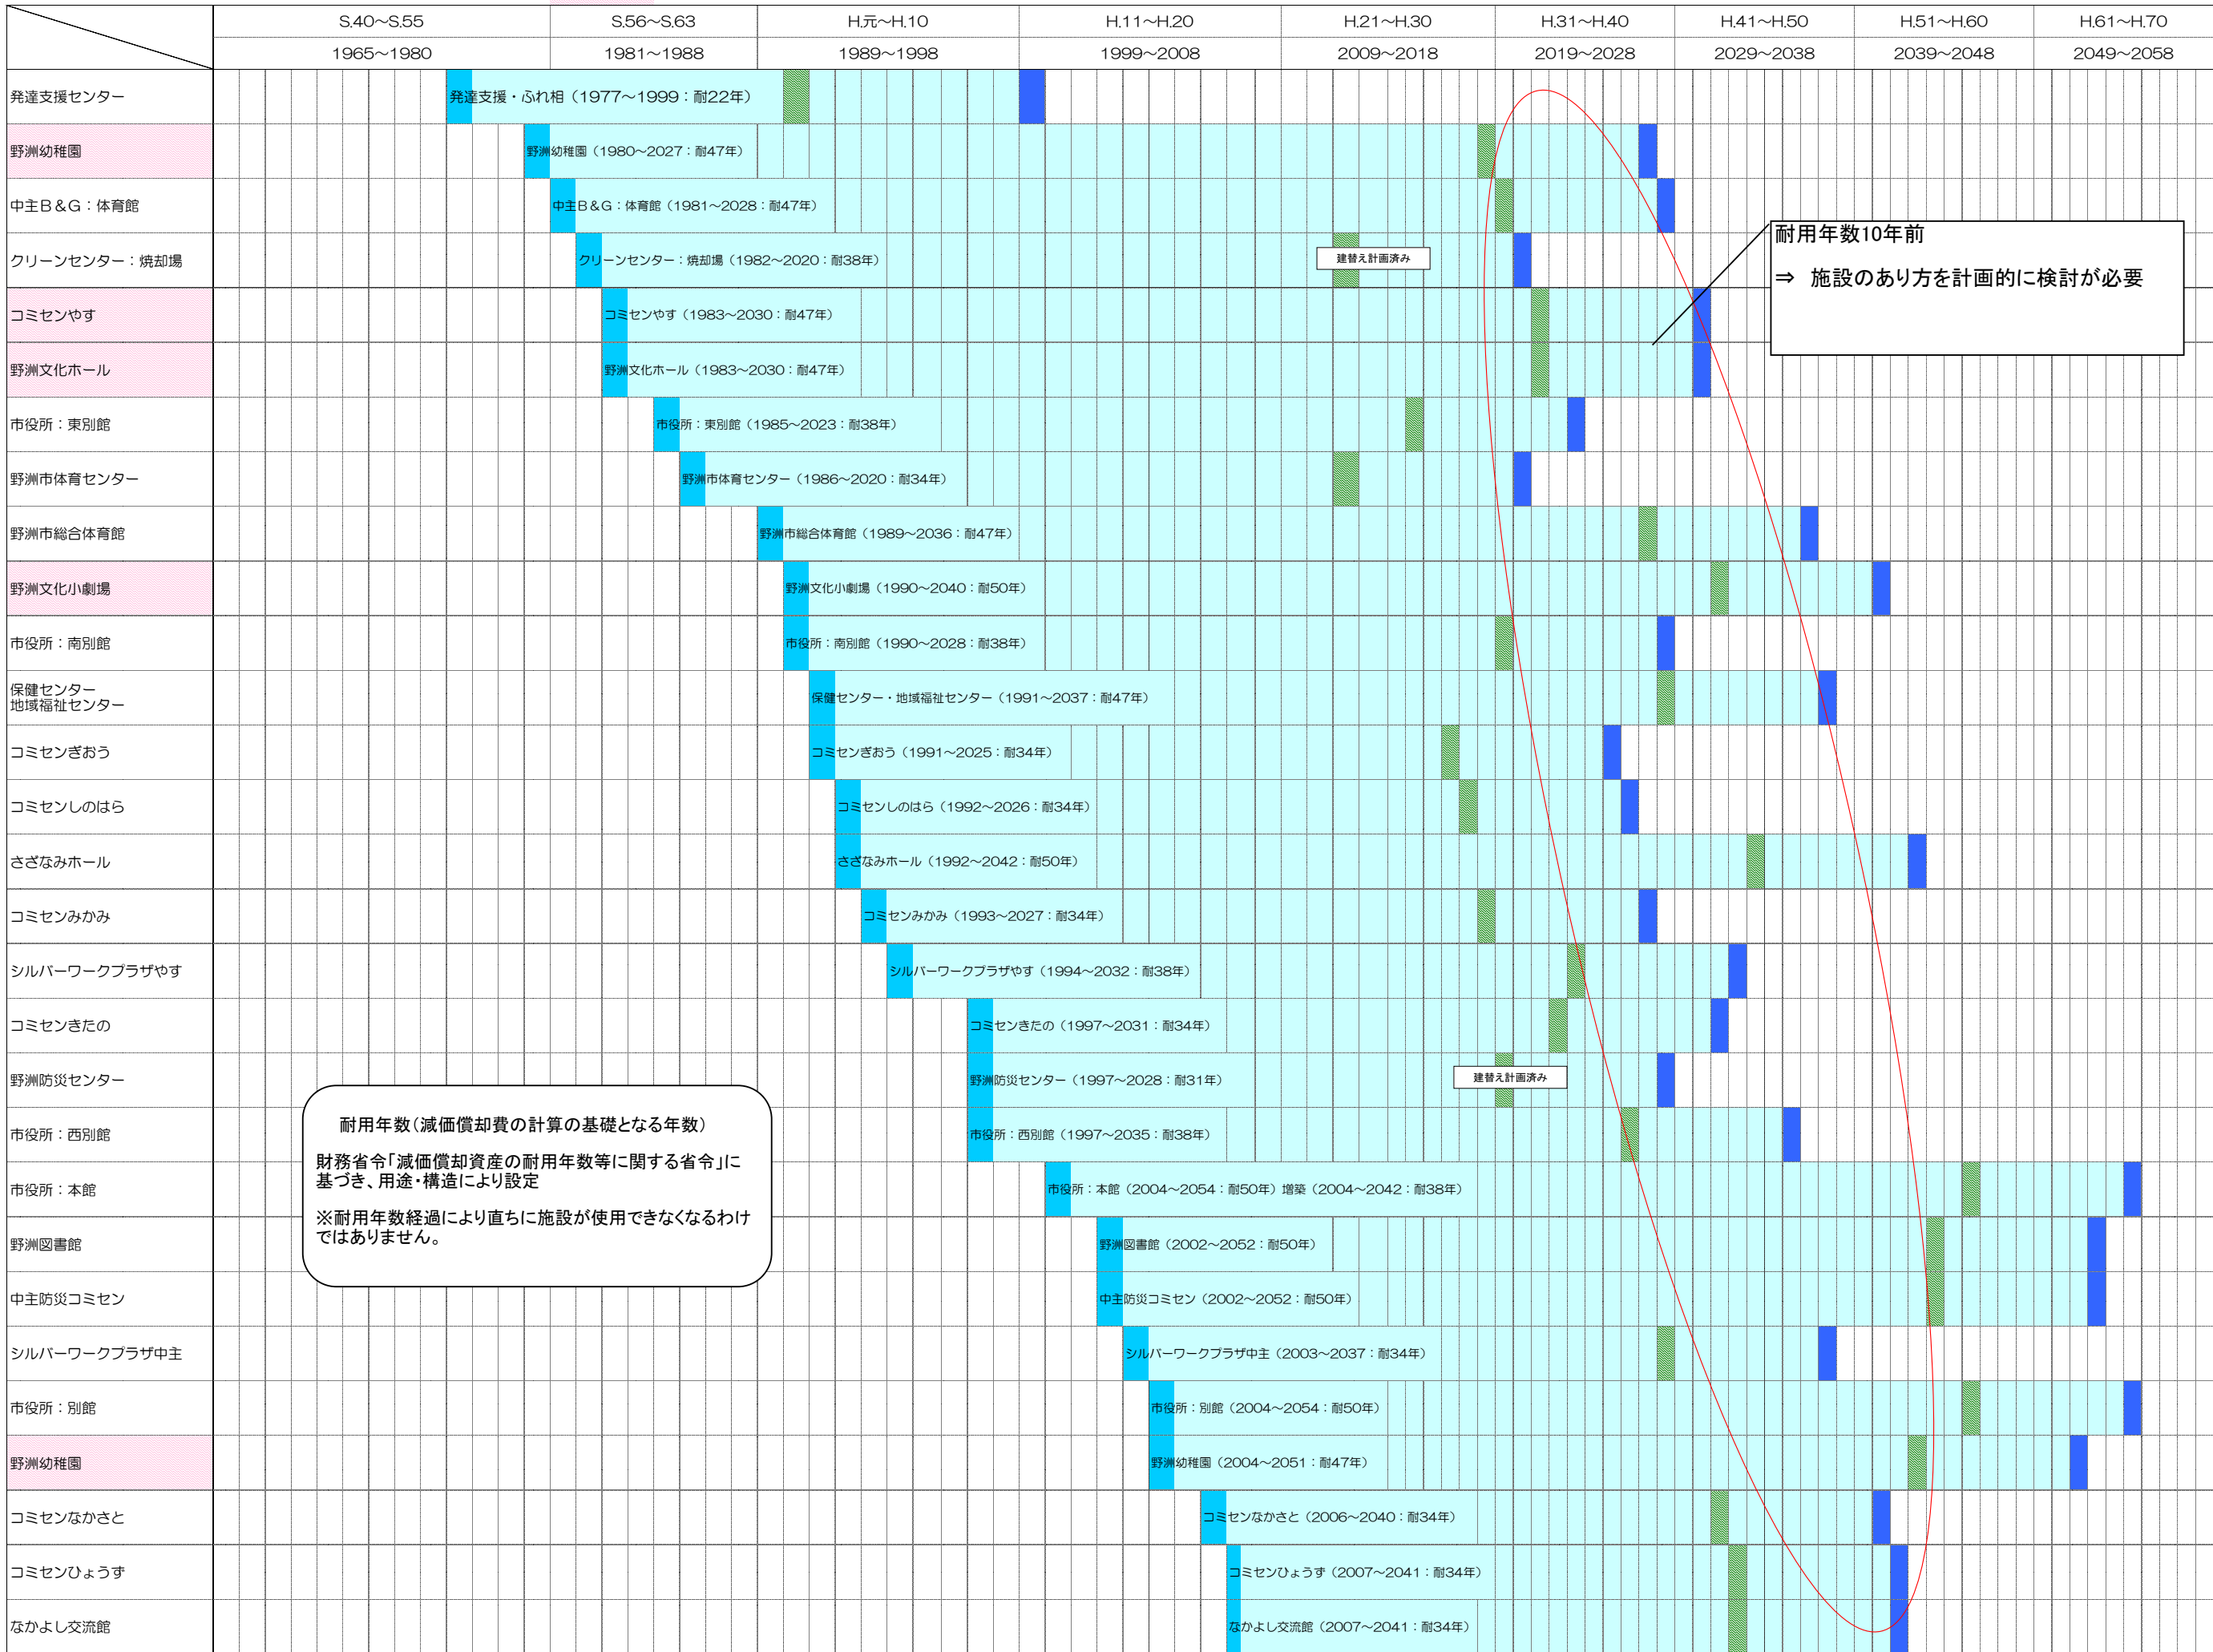 S.40～S.55 S.56～S.63 H.元～H.10 H.11～H.20 H.21～H.30 H.31～H.40 H.41～H.50 H.51～H.60 H.61～H.70
1965～1980 1981～1988 1989～1998 1999～2008 2009～2018 2019～2028 2029～2038 2039～2048 2049～2058
発達支援センター 発達支援・ふれ相（1977～1999：耐22年）
野洲幼稚園 野洲幼稚園（1980～2027：耐47年）
中主Ｂ＆Ｇ：体育館 中主Ｂ＆Ｇ：体育館（1981～2028：耐47年）
耐用年数10年前
⇒ 施設のあり方を計画的に検討が必要
クリーンセンター：焼却場 クリーンセンター：焼却場（1982～2020：耐38年） 建替え計画済み
コミセンやす コミセンやす（1983～2030：耐47年）
野洲文化ホール 野洲文化ホール（1983～2030：耐47年）
市役所：東別館 市役所：東別館（1985～2023：耐38年）
野洲市体育センター 野洲市体育センター（1986～2020：耐34年）
野洲市総合体育館 野洲市総合体育館（1989～2036：耐47年）
野洲文化小劇場 野洲文化小劇場（1990～2040：耐50年）
市役所：南別館 市役所：南別館（1990～2028：耐38年）
保健センター
地域福祉センター 保健センター・地域福祉センター（1991～2037：耐47年）
コミセンぎおう コミセンぎおう（1991～2025：耐34年）
コミセンしのはら コミセンしのはら（1992～2026：耐34年）
さざなみホール さざなみホール（1992～2042：耐50年）
コミセンみかみ コミセンみかみ（1993～2027：耐34年）
シルバーワークプラザやす シルバーワークプラザやす（1994～2032：耐38年）
コミセンきたの コミセンきたの（1997～2031：耐34年）
野洲防災センター 野洲防災センター（1997～2028：耐31年） 建替え計画済み
市役所：西別館 市役所：西別館（1997～2035：耐38年）
耐用年数（減価償却費の計算の基礎となる年数）
財務省令「減価償却資産の耐用年数等に関する省令」に
基づき、用途・構造により設定
※耐用年数経過により直ちに施設が使用できなくなるわけ
ではありません。
市役所：本館 市役所：本館（2004～2054：耐50年）増築（2004～2042：耐38年）
野洲図書館 野洲図書館（2002～2052：耐50年）
中主防災コミセン 中主防災コミセン（2002～2052：耐50年）
シルバーワークプラザ中主 シルバーワークプラザ中主（2003～2037：耐34年）
市役所：別館 市役所：別館（2004～2054：耐50年）
野洲幼稚園 野洲幼稚園（2004～2051：耐47年）
コミセンなかさと コミセンなかさと（2006～2040：耐34年）
コミセンひょうず コミセンひょうず（2007～2041：耐34年）
なかよし交流館 なかよし交流館（2007～2041：耐34年）